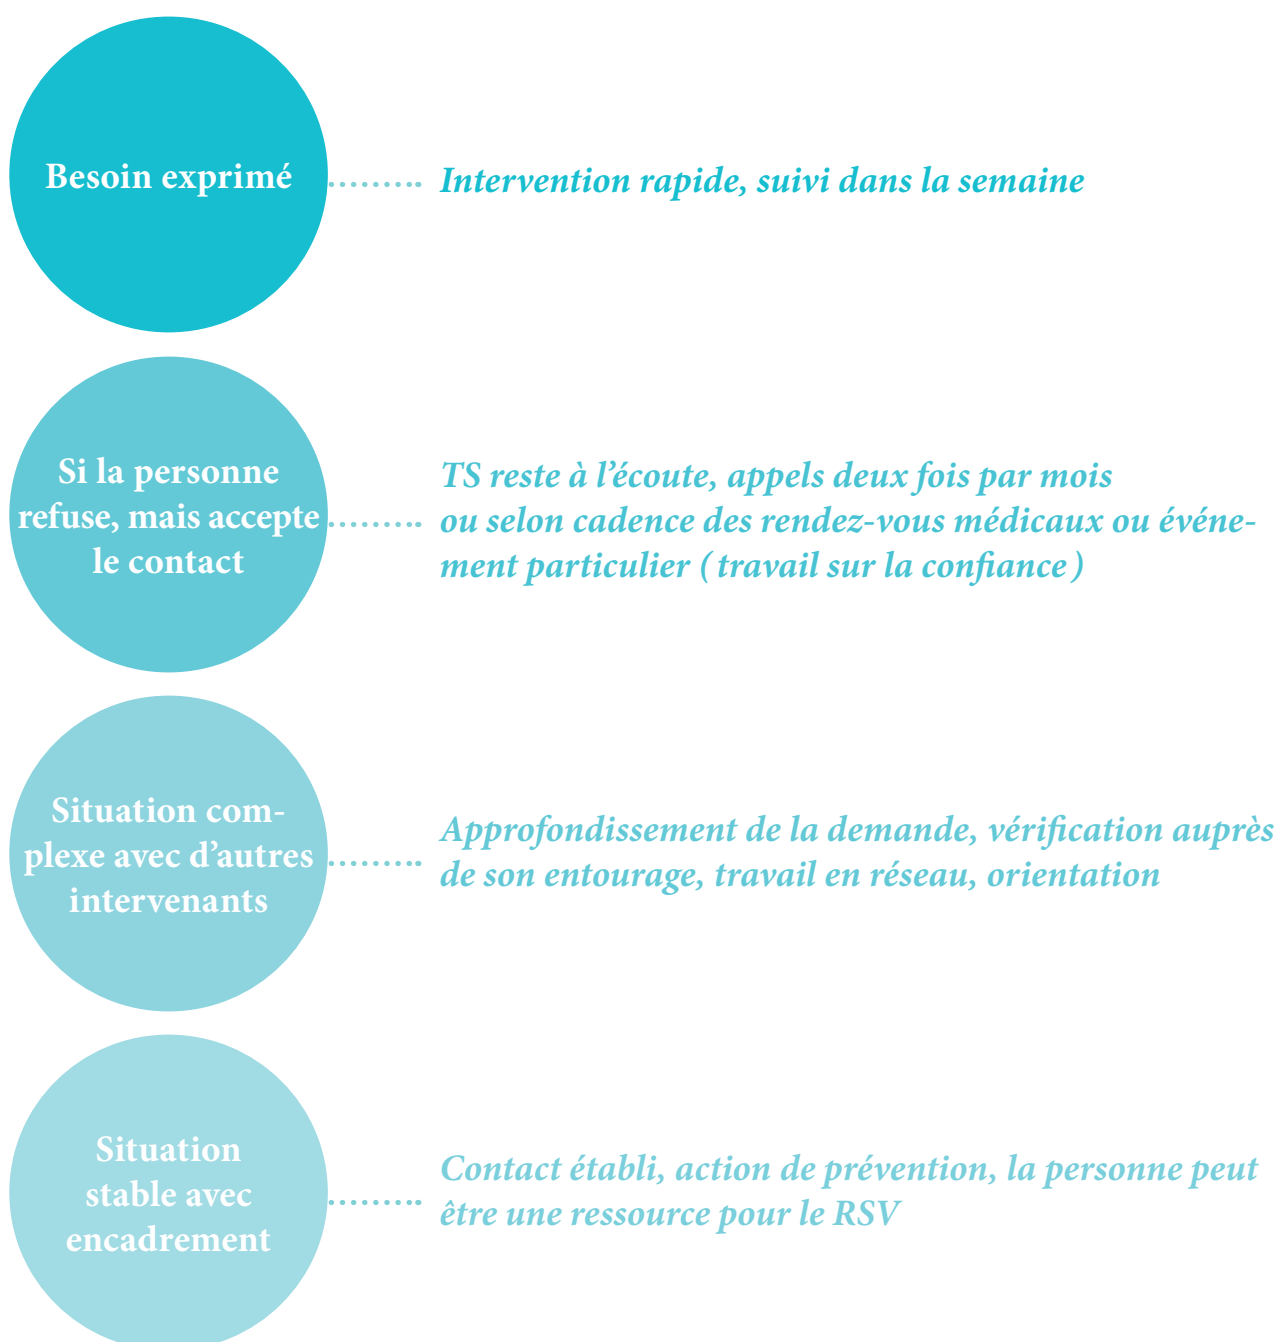 Besoin exprimé
Intervention rapide, suivi dans la semaine
Si la personne
refuse, mais accepte
le contact
TS reste à l’écoute, appels deux fois par mois
ou selon cadence des rendez-vous médicaux ou événe-
ment particulier ( travail sur la confiance )
Situation com-
plexe avec d’autres
intervenants
Approfondissement de la demande, vérification auprès
de son entourage, travail en réseau, orientation
Situation
stable avec
encadrement
Contact établi, action de prévention, la personne peut
être une ressource pour le RSV